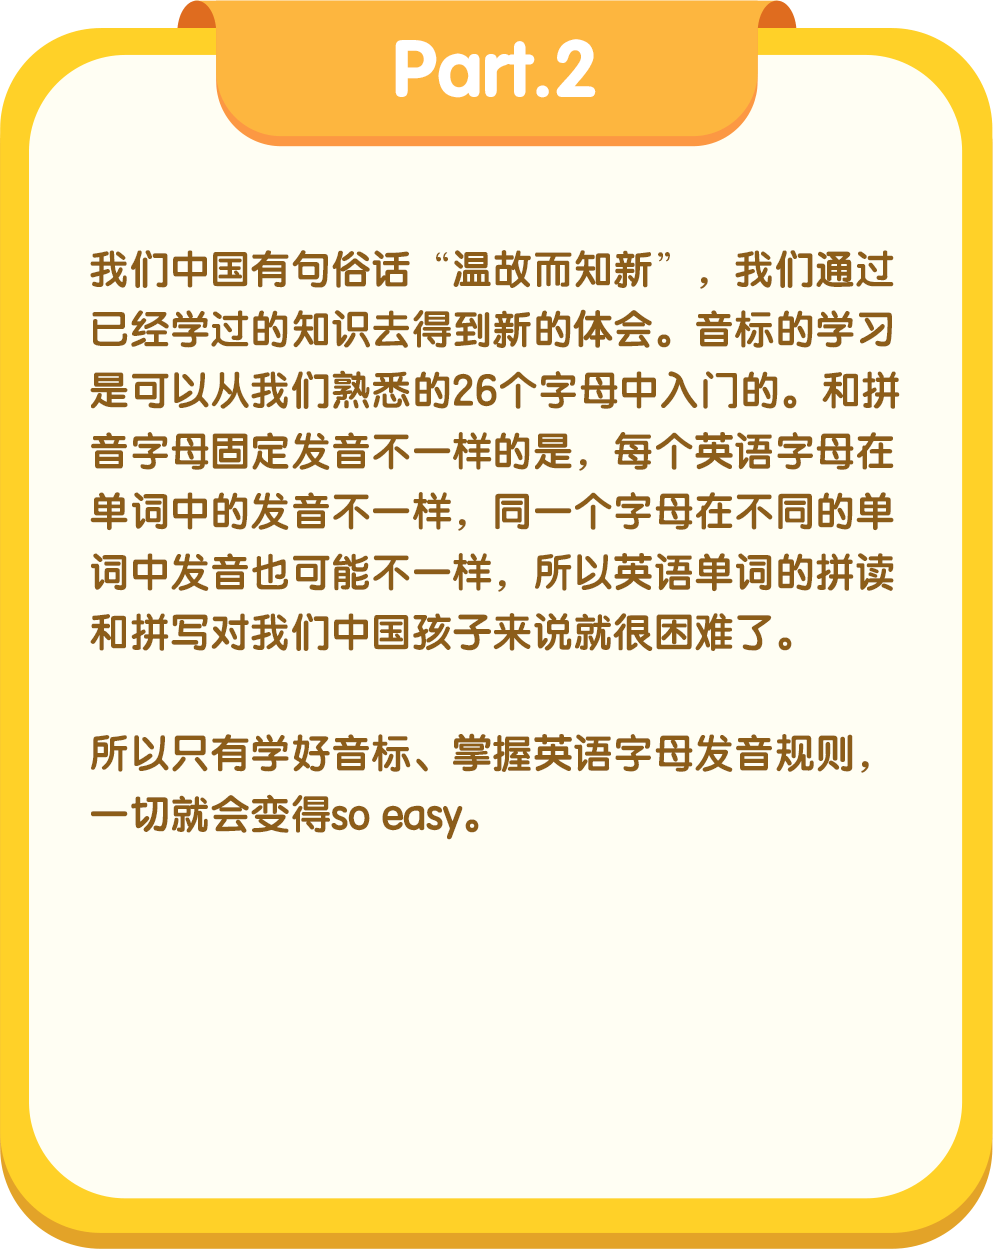 Part.2
我们中国有句俗话“温故而知新”，我们通过
已经学过的知识去得到新的体会。音标的学习
是可以从我们熟悉的26个字母中入门的。和拼
音字母固定发音不一样的是，每个英语字母在
单词中的发音不一样，同一个字母在不同的单
词中发音也可能不一样，所以英语单词的拼读
和拼写对我们中国孩子来说就很困难了。
所以只有学好音标、掌握英语字母发音规则，
一切就会变得so easy。